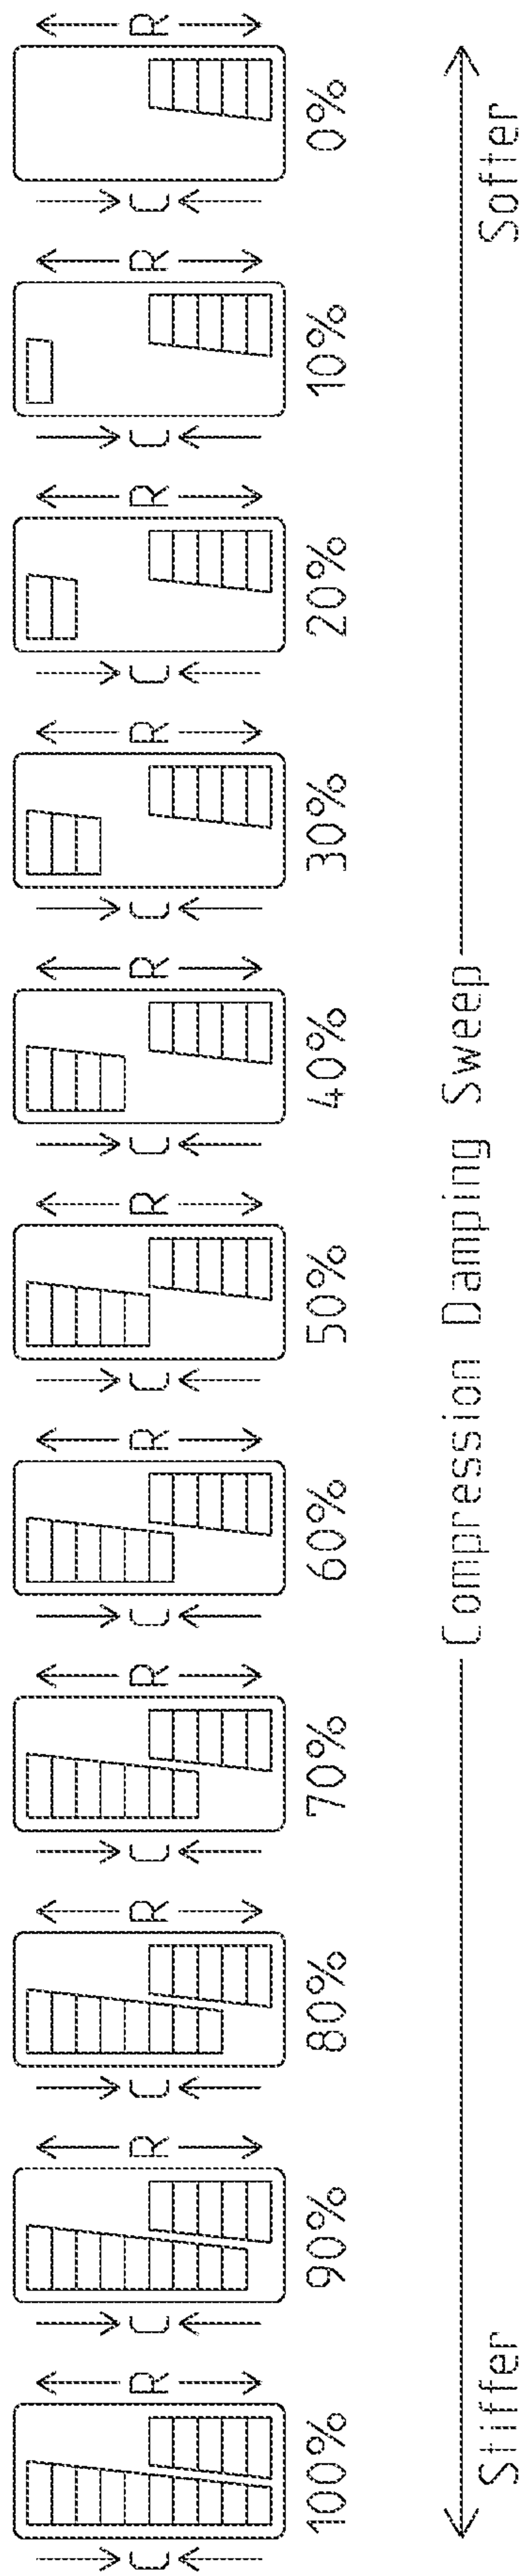 C R C R C R C R C R C R C R C R C R C R C R
100% 90% 80% 70% 60% 50% 40% 30% 20% 10% 0%
Compression Damping Sweep
Stiffer Softer